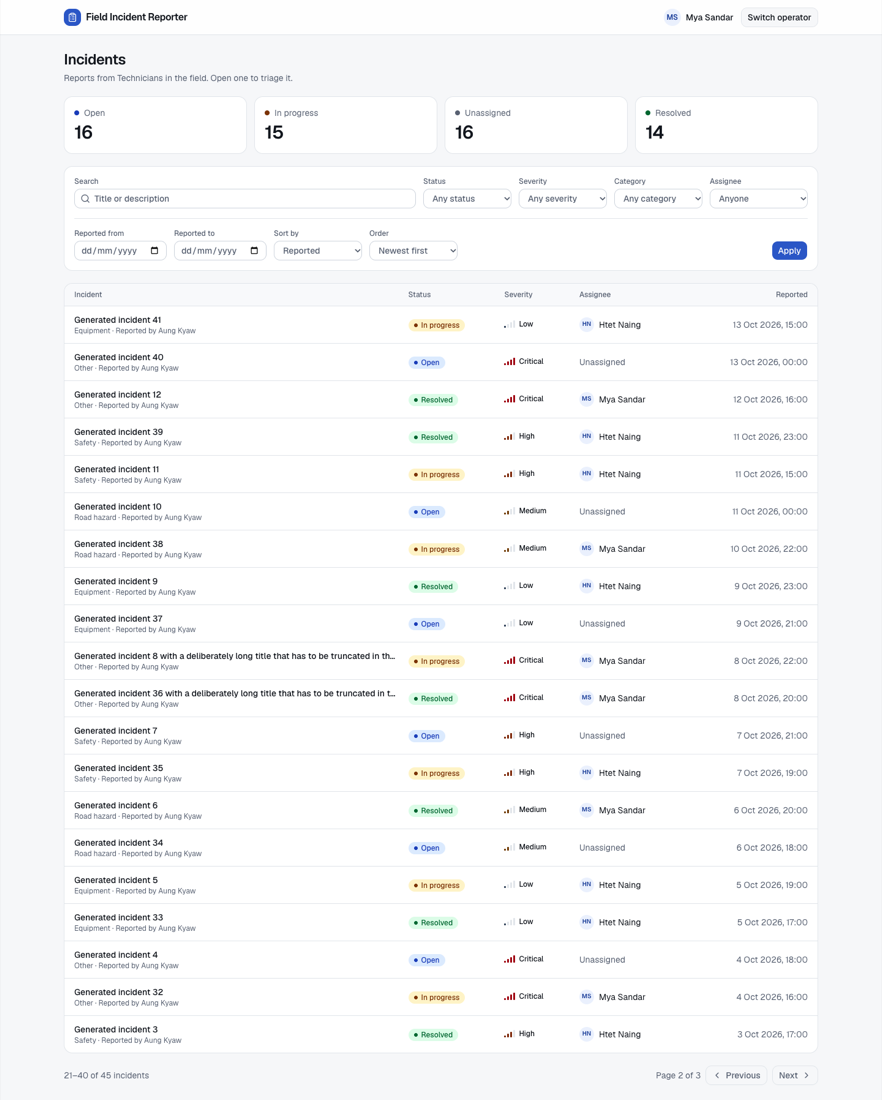 Field Incident Reporter
MS Mya Sandar Switch operator
Incidents
Reports from Technicians in the field. Open one to triage it.
Open In progress Unassigned Resolved
16 15 16 14
Search Status Severity Category Assignee
Title or description Any status Any severity Any category Anyone
Reported from Reported to Sort by Order
dd/mm/yyyy dd/mm/yyyy Reported Newest first Apply
Incident Status Severity Assignee Reported
Generated incident 41
Equipment · Reported by Aung Kyaw
In progress Low HN Htet Naing 13 Oct 2026, 15:00
Generated incident 40
Other · Reported by Aung Kyaw
Open Critical Unassigned 13 Oct 2026, 00:00
Generated incident 12
Other · Reported by Aung Kyaw
Resolved Critical MS Mya Sandar 12 Oct 2026, 16:00
Generated incident 39
Safety · Reported by Aung Kyaw
Resolved High HN Htet Naing 11 Oct 2026, 23:00
Generated incident 11
Safety · Reported by Aung Kyaw
In progress High HN Htet Naing 11 Oct 2026, 15:00
Generated incident 10
Road hazard · Reported by Aung Kyaw
Open Medium Unassigned 11 Oct 2026, 00:00
Generated incident 38
Road hazard · Reported by Aung Kyaw
In progress Medium MS Mya Sandar 10 Oct 2026, 22:00
Generated incident 9
Equipment · Reported by Aung Kyaw
Resolved Low HN Htet Naing 9 Oct 2026, 23:00
Generated incident 37
Equipment · Reported by Aung Kyaw
Open Low Unassigned 9 Oct 2026, 21:00
Generated incident 8 with a deliberately long title that has to be truncated in th...
Other · Reported by Aung Kyaw
In progress Critical MS Mya Sandar 8 Oct 2026, 22:00
Generated incident 36 with a deliberately long title that has to be truncated in t...
Other · Reported by Aung Kyaw
Resolved Critical MS Mya Sandar 8 Oct 2026, 20:00
Generated incident 7
Safety · Reported by Aung Kyaw
Open High Unassigned 7 Oct 2026, 21:00
Generated incident 35
Safety · Reported by Aung Kyaw
In progress High HN Htet Naing 7 Oct 2026, 19:00
Generated incident 6
Road hazard · Reported by Aung Kyaw
Resolved Medium MS Mya Sandar 6 Oct 2026, 20:00
Generated incident 34
Road hazard · Reported by Aung Kyaw
Open Medium Unassigned 6 Oct 2026, 18:00
Generated incident 5
Equipment · Reported by Aung Kyaw
In progress Low HN Htet Naing 5 Oct 2026, 19:00
Generated incident 33
Equipment · Reported by Aung Kyaw
Resolved Low HN Htet Naing 5 Oct 2026, 17:00
Generated incident 4
Other · Reported by Aung Kyaw
Open Critical Unassigned 4 Oct 2026, 18:00
Generated incident 32
Other · Reported by Aung Kyaw
In progress Critical MS Mya Sandar 4 Oct 2026, 16:00
Generated incident 3
Safety · Reported by Aung Kyaw
Resolved High HN Htet Naing 3 Oct 2026, 17:00
21–40 of 45 incidents Page 2 of 3 Previous Next